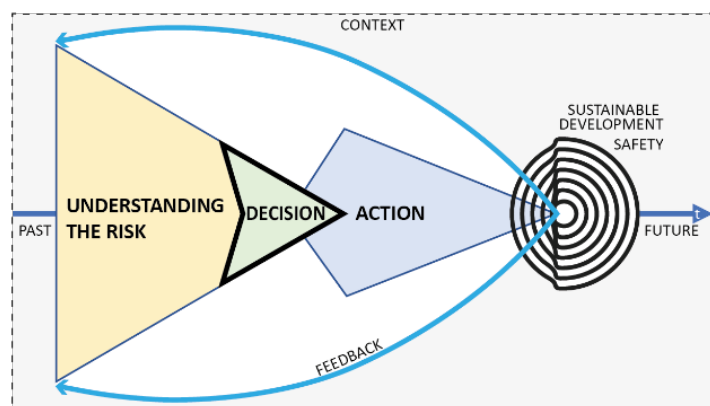 CONTEXT
SUSTAINABLE
DEVELOPMENT
SAFETY
UNDERSTANDING
THE RISK
DECISION
ACTION
PAST
t
FUTURE
FEEDBACK